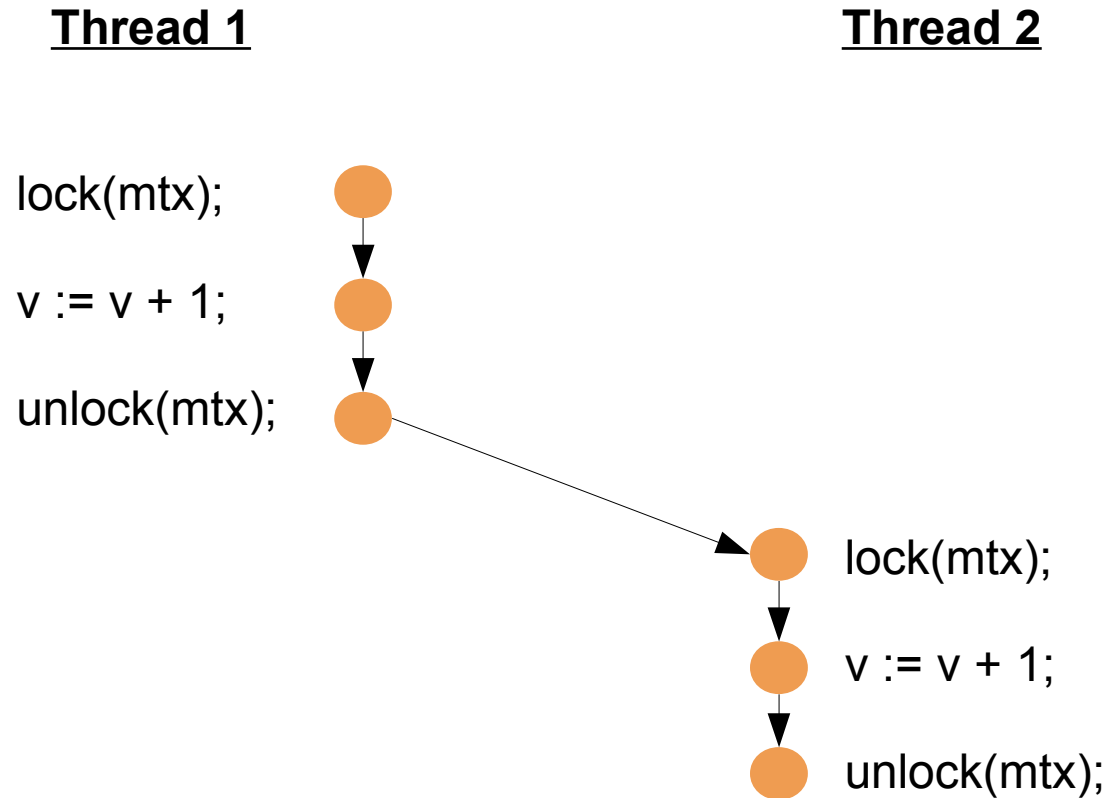 Thread 1
Thread 2
lock(mtx);
v := v + 1;
unlock(mtx);
lock(mtx);
v := v + 1;
unlock(mtx);